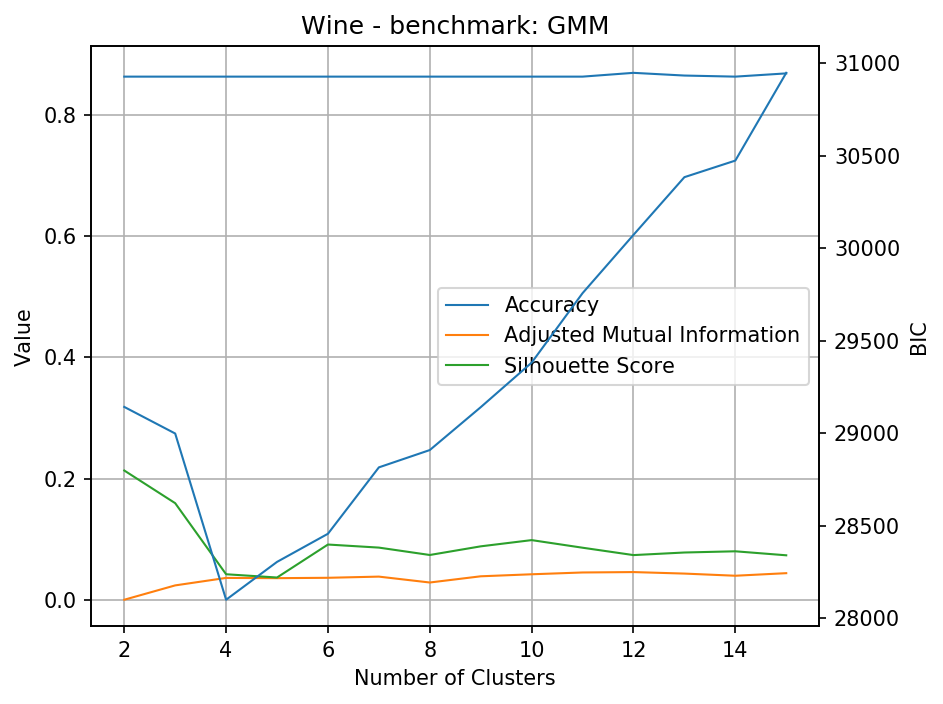 Wine - benchmark: GMM
Value
0.8
0.6
0.4
0.2
0.0
31000
30500
30000
29500
29000
28500
28000
BIC
Accuracy
Adjusted Mutual Information
Silhouette Score
2 4 6 8 10 12 14
Number of Clusters